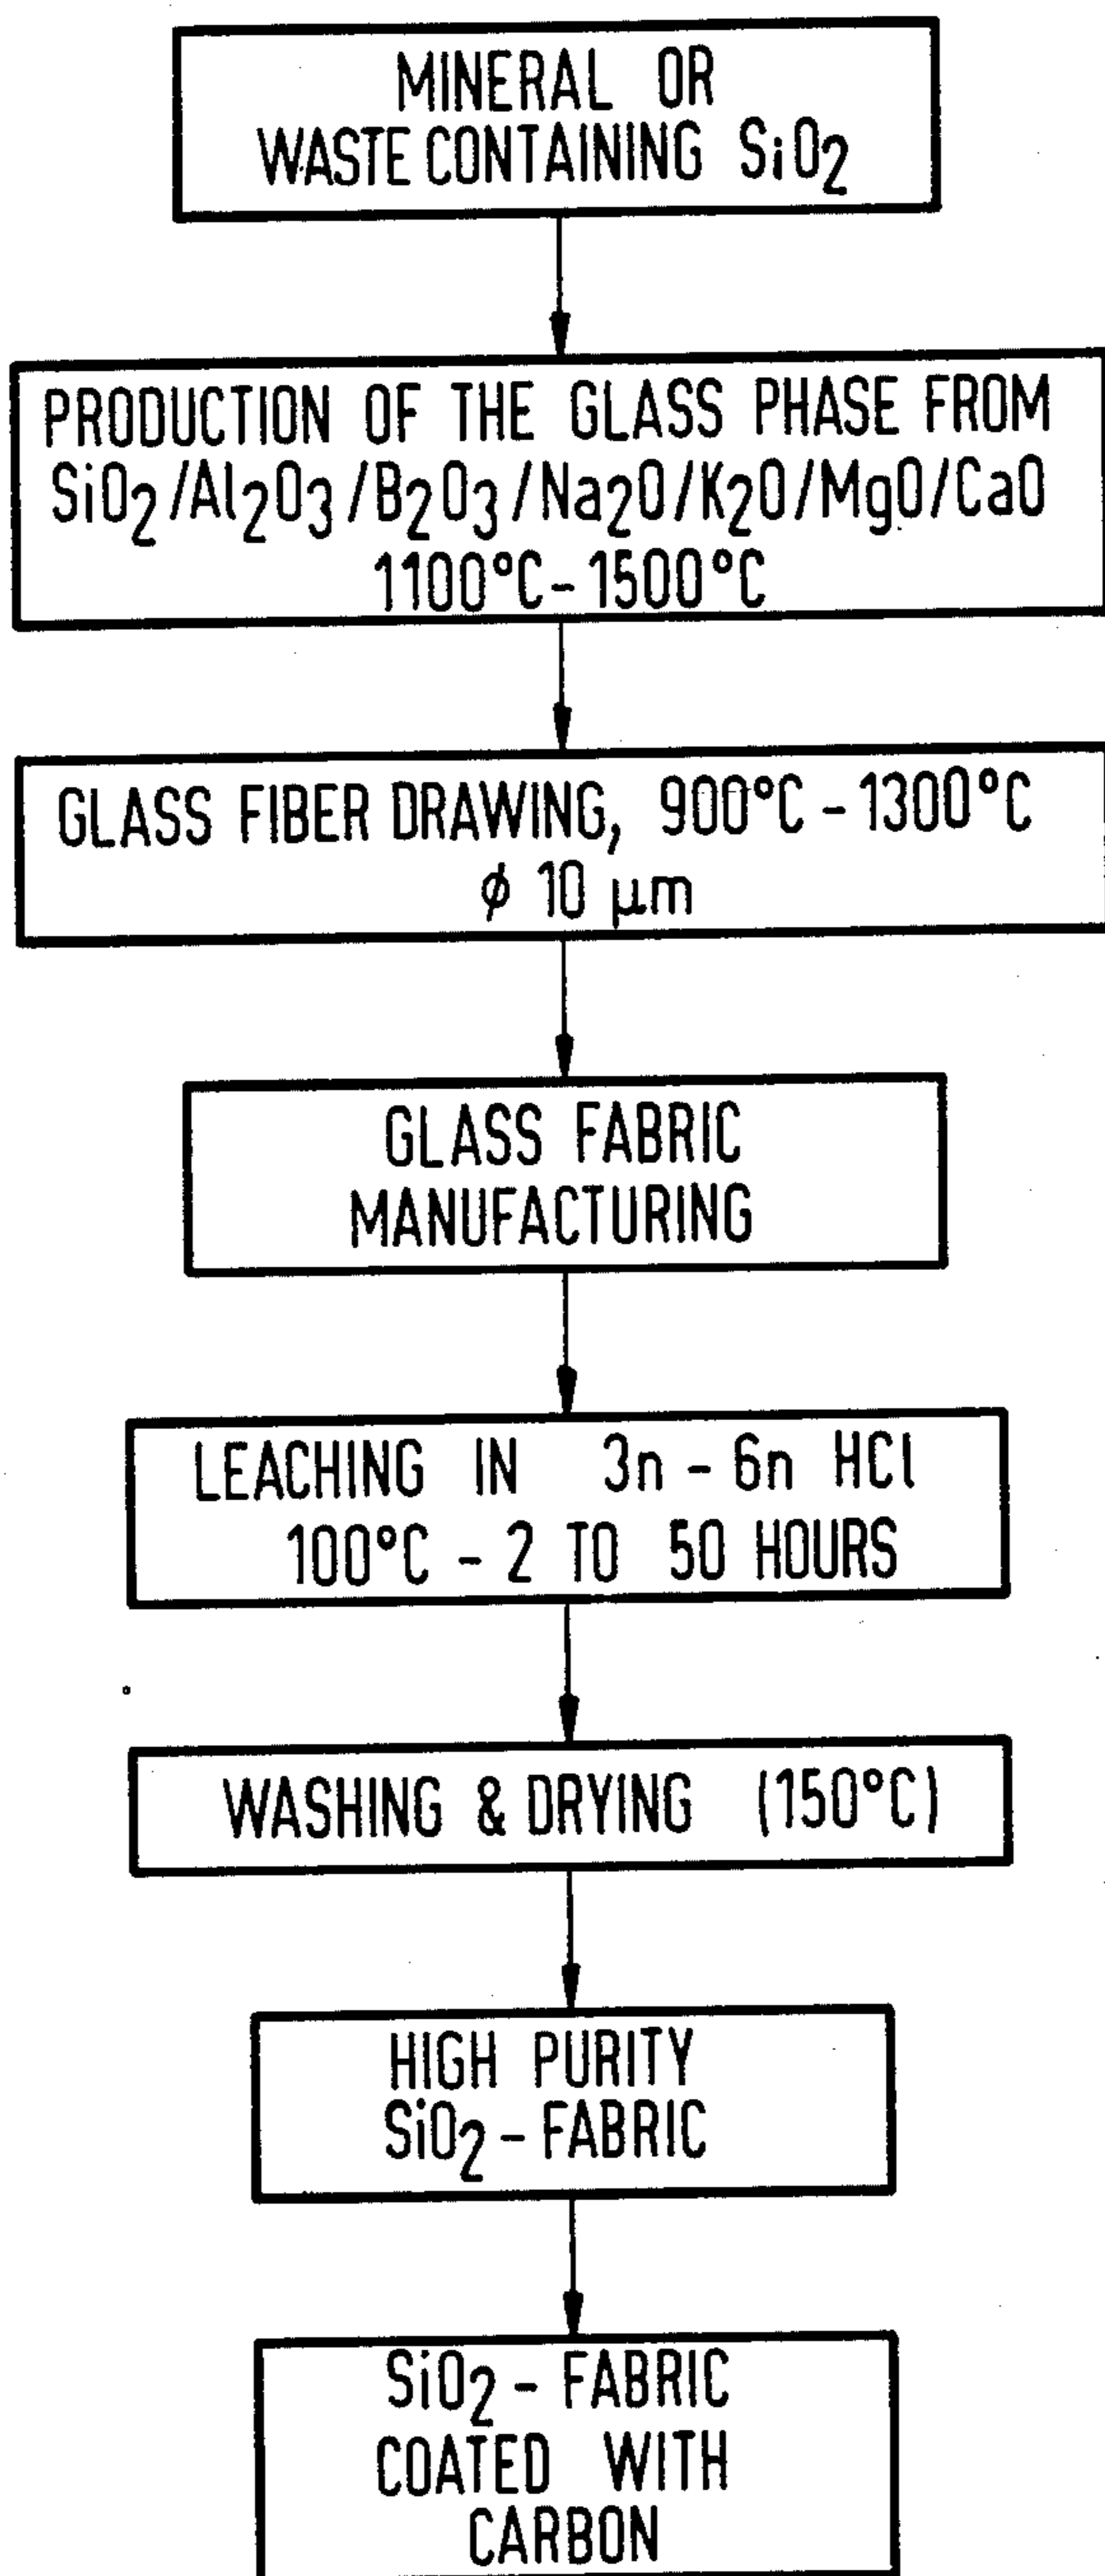 MINERAL OR
WASTE CONTAINING SiO₂
PRODUCTION OF THE GLASS PHASE FROM
SiO₂/Al₂O₃/B₂O₃/Na₂O/K₂O/MgO/CaO
1100°C-1500°C
GLASS FIBER DRAWING, 900°C-1300°C
ϕ 10 µm
GLASS FABRIC
MANUFACTURING
LEACHING IN 3n - 6n HCl
100°C - 2 TO 50 HOURS
WASHING & DRYING (150°C)
HIGH PURITY
SiO₂-FABRIC
SiO₂- FABRIC
COATED WITH
CARBON